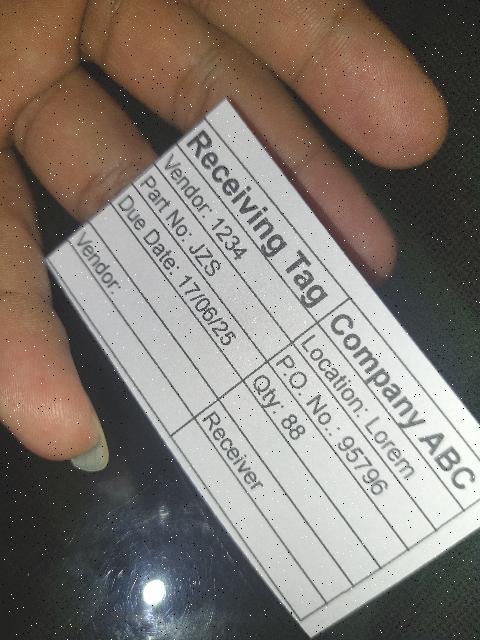 Receiving Tag Company ABC
Vendor: 1234 Location: Lorem
Part No: JZS P.O. No.: 95796
Due Date: 17/06/25 Qty: 88
Vendor: Receiver